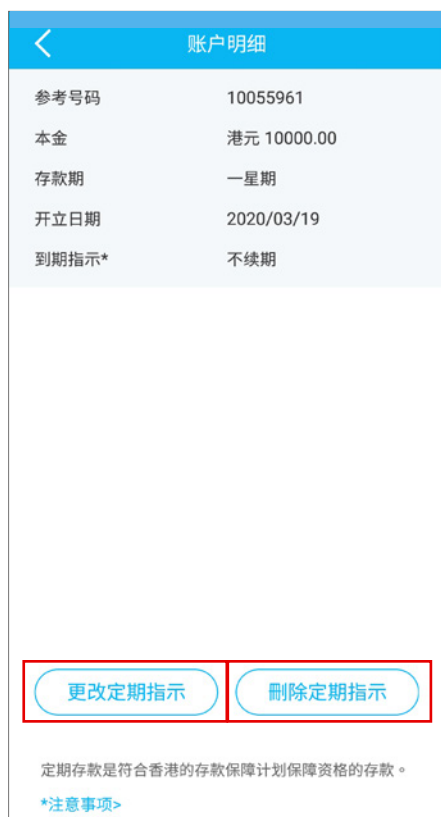 账户明细
参考号码 10055961
本金 港元 10000.00
存款期 一星期
开立日期 2020/03/19
到期指示* 不续期
更改定期指示 刪除定期指示
定期存款是符合香港的存款保障计划保障资格的存款。
*注意事项>